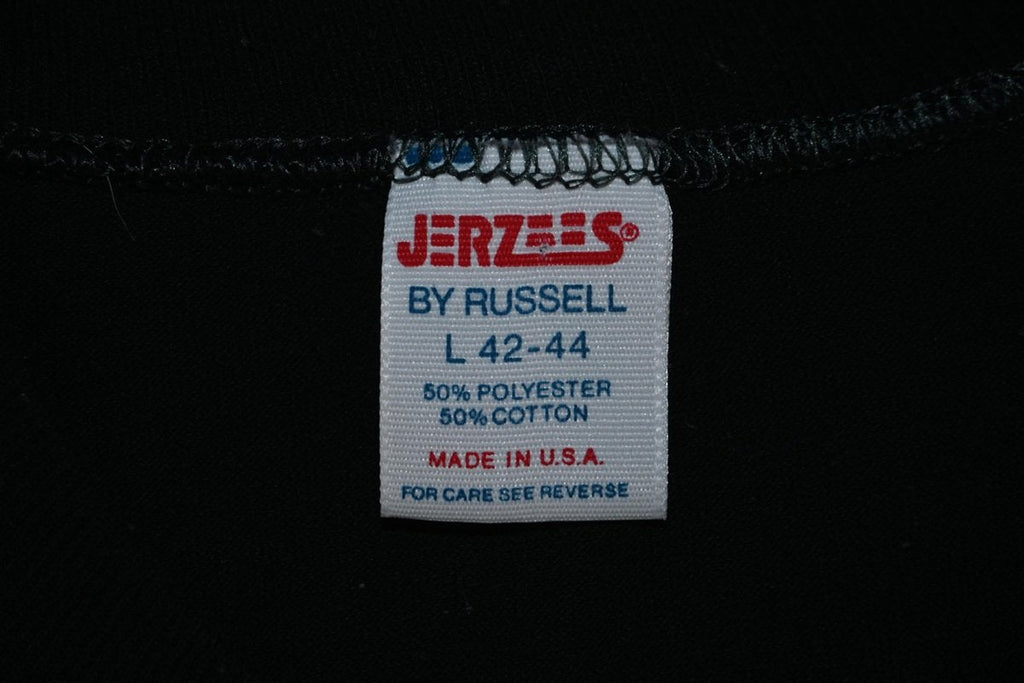 JERZEES®
BY RUSSELL
L 42-44
50% POLYESTER
50% COTTON
MADE IN U.S.A.
FOR CARE SEE REVERSE